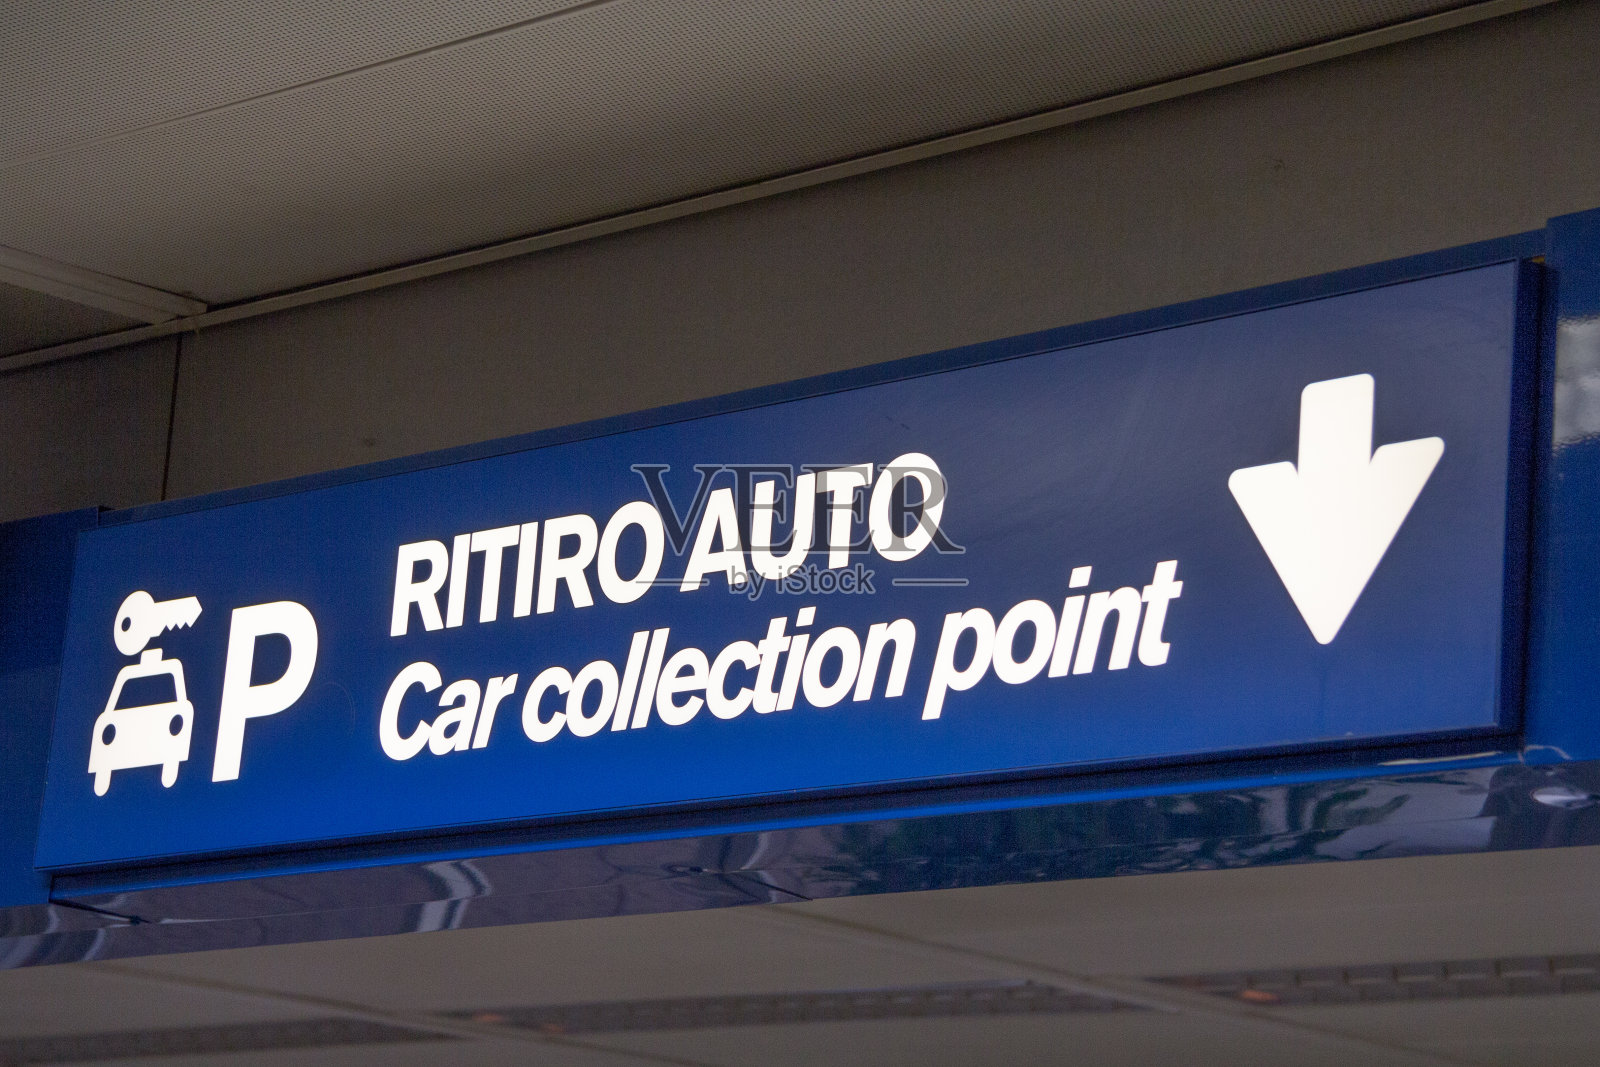 P
RITIRO AUTO
Car collection point
VEER
by iStock